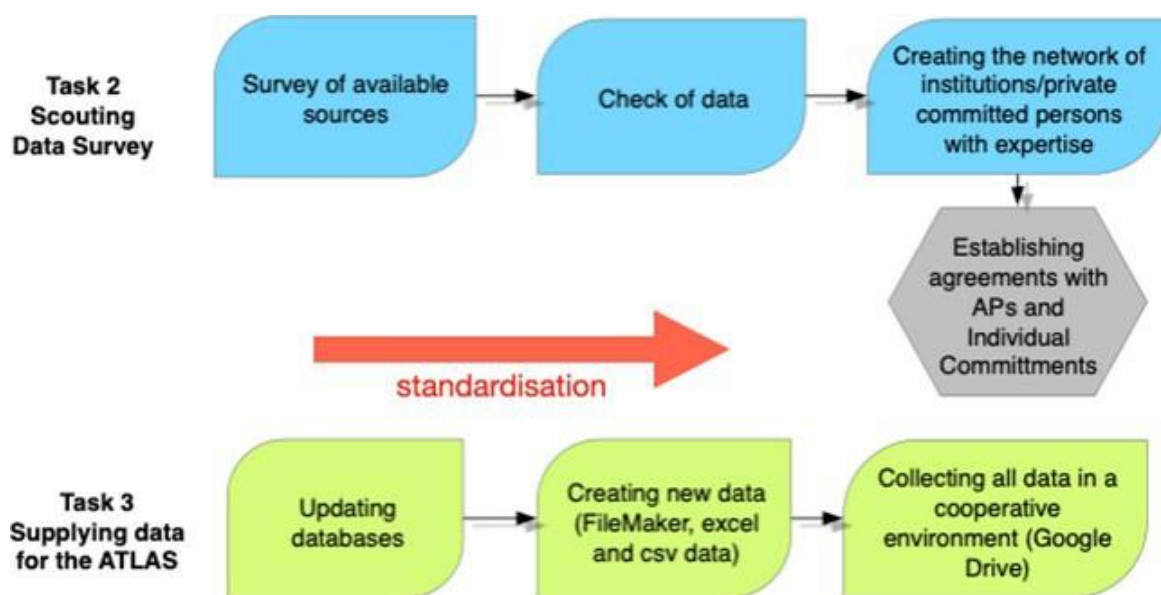 Task 2
Scouting
Data Survey
Survey of available
sources
Check of data
Creating the network of
institutions/private
committed persons
with expertise
Establishing
agreements with
APs and
Individual
Committments
standardisation
Task 3
Supplying data
for the ATLAS
Updating
databases
Creating new data
(FileMaker, excel
and csv data)
Collecting all data in a
cooperative
environment (Google
Drive)